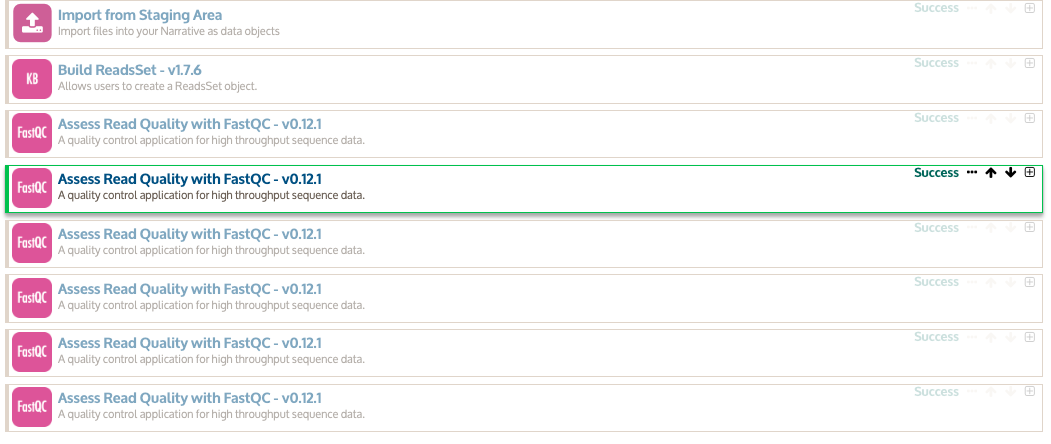 Import from Staging Area
Success
Import files into your Narrative as data objects
KB
Build ReadsSet - v1.7.6
Success
Allows users to create a ReadsSet object.
FastQC
Assess Read Quality with FastQC - v0.12.1
Success
A quality control application for high throughput sequence data.
FastQC
Assess Read Quality with FastQC - v0.12.1
Success
A quality control application for high throughput sequence data.
FastQC
Assess Read Quality with FastQC - v0.12.1
Success
A quality control application for high throughput sequence data.
FastQC
Assess Read Quality with FastQC - v0.12.1
Success
A quality control application for high throughput sequence data.
FastQC
Assess Read Quality with FastQC - v0.12.1
Success
A quality control application for high throughput sequence data.
FastQC
Assess Read Quality with FastQC - v0.12.1
Success
A quality control application for high throughput sequence data.